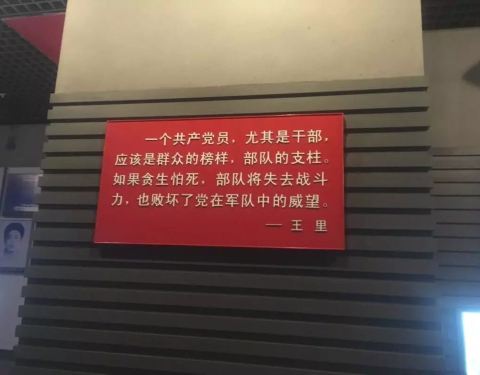 一个共产党员，尤其是干部，
应该是群众的榜样，部队的支柱。
如果贪生怕死，部队将失去战斗
力，也败坏了党在军队中的威望。
——王 里